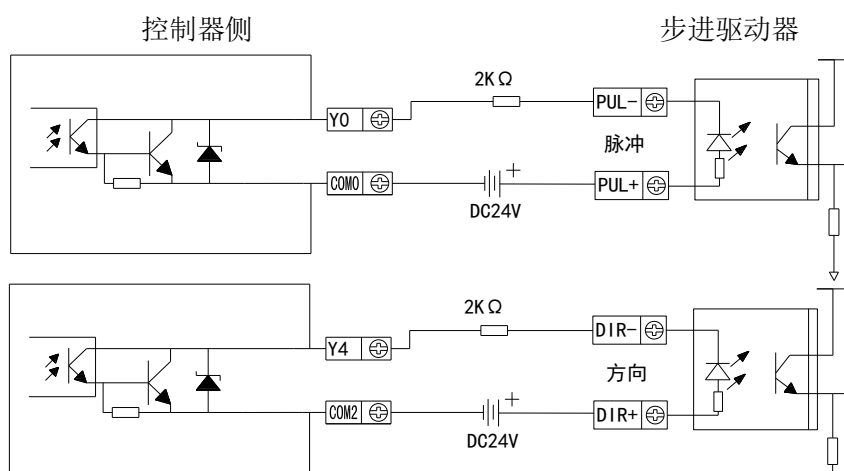 控制器侧
步进驱动器
2KΩ
Y0
PUL-
脉冲
COM0
+
DC24V
PUL+
2KΩ
Y4
DIR-
方向
COM2
+
DC24V
DIR+